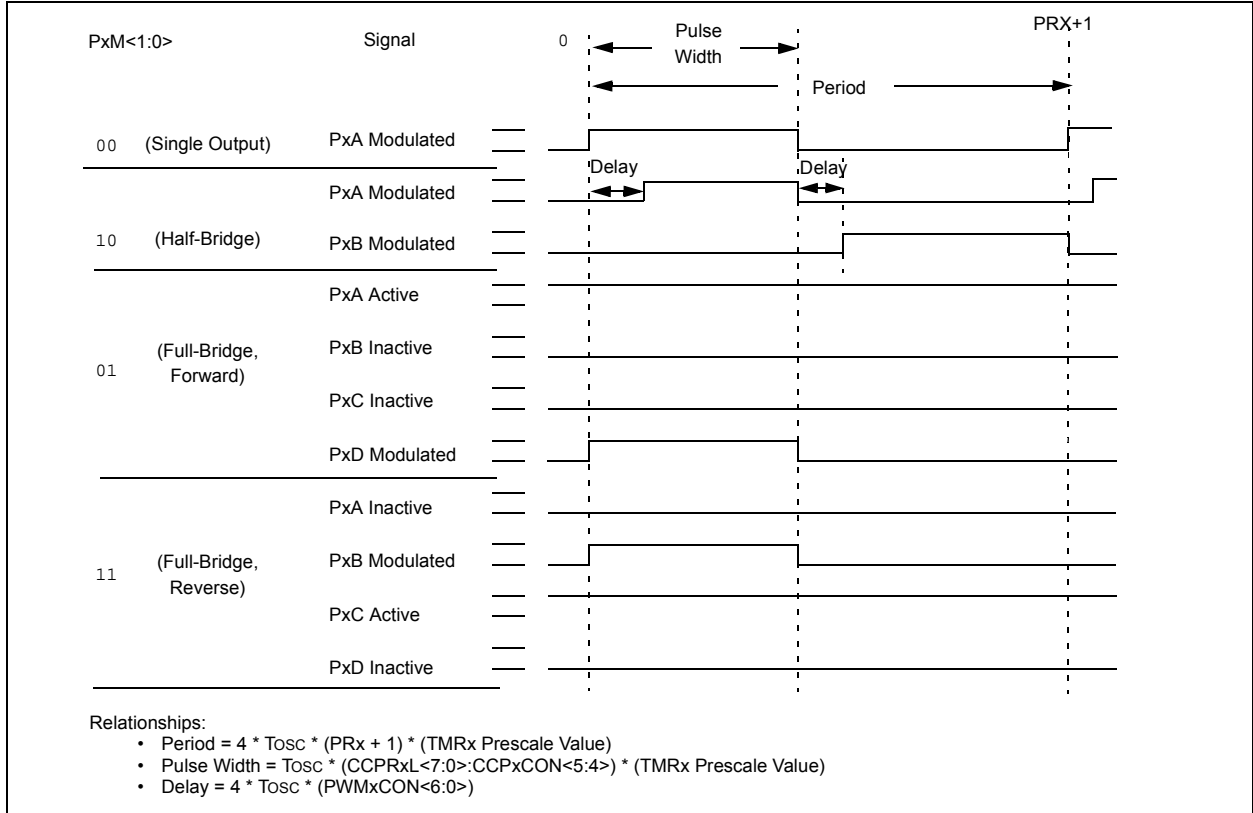 PxM<1:0>
Signal
0
Pulse
Width
PRX+1
Period
00
(Single Output)
PxA Modulated
Delay
Delay
PxA Modulated
10
(Half-Bridge)
PxB Modulated
PxA Active
01
(Full-Bridge,
Forward)
PxB Inactive
PxC Inactive
PxD Modulated
PxA Inactive
11
(Full-Bridge,
Reverse)
PxB Modulated
PxC Active
PxD Inactive
Relationships:
• Period = 4 * TOSC * (PRx + 1) * (TMRx Prescale Value)
• Pulse Width = TOSC * (CCPRxL<7:0>:CCPxCON<5:4>) * (TMRx Prescale Value)
• Delay = 4 * TOSC * (PWMxCON<6:0>)